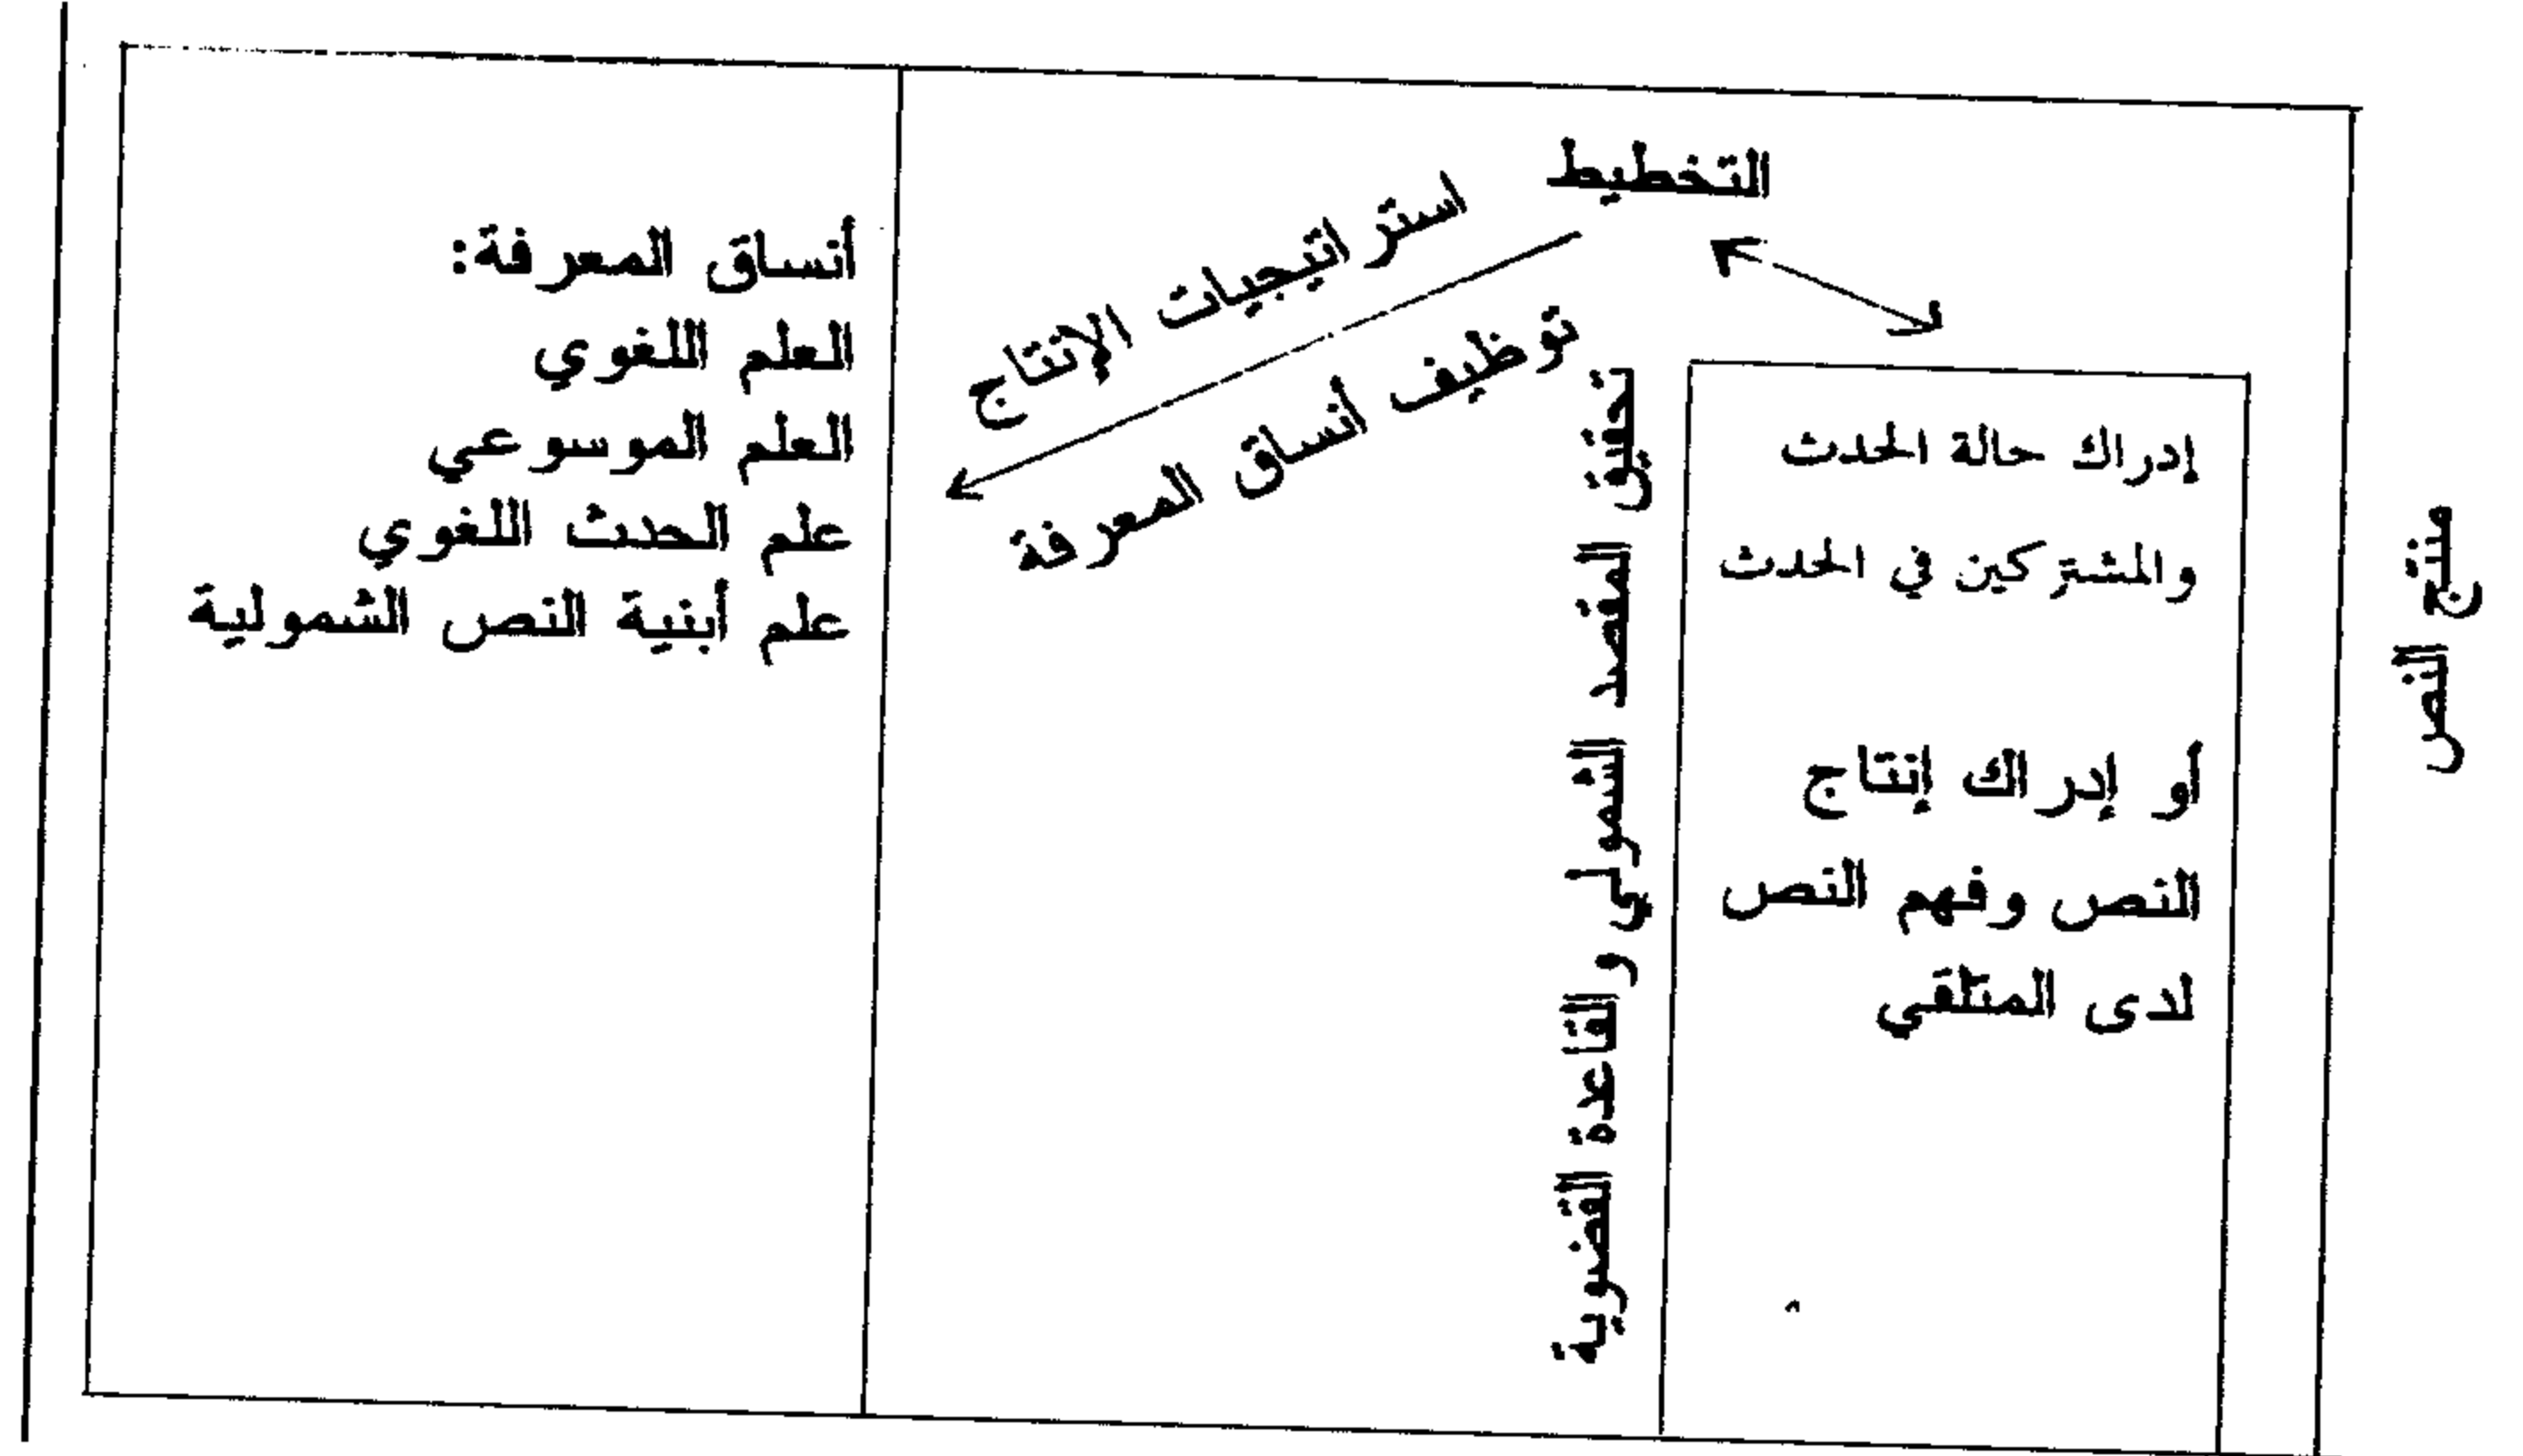 منتج النص
التخطيط
إدراك حالة الحدث
والمشتركين في الحدث
أو إدراك إنتاج
النص وفهم النص
لدى المتلقي
تحقيق المقصد الشمولي والقاعدة القضوية
استراتيجيات الإنتاج
توظيف أنساق المعرفة
أنساق المعرفة:
العلم اللغوي
العلم الموسوعي
علم الحدث اللغوي
علم أبنية النص الشمولية